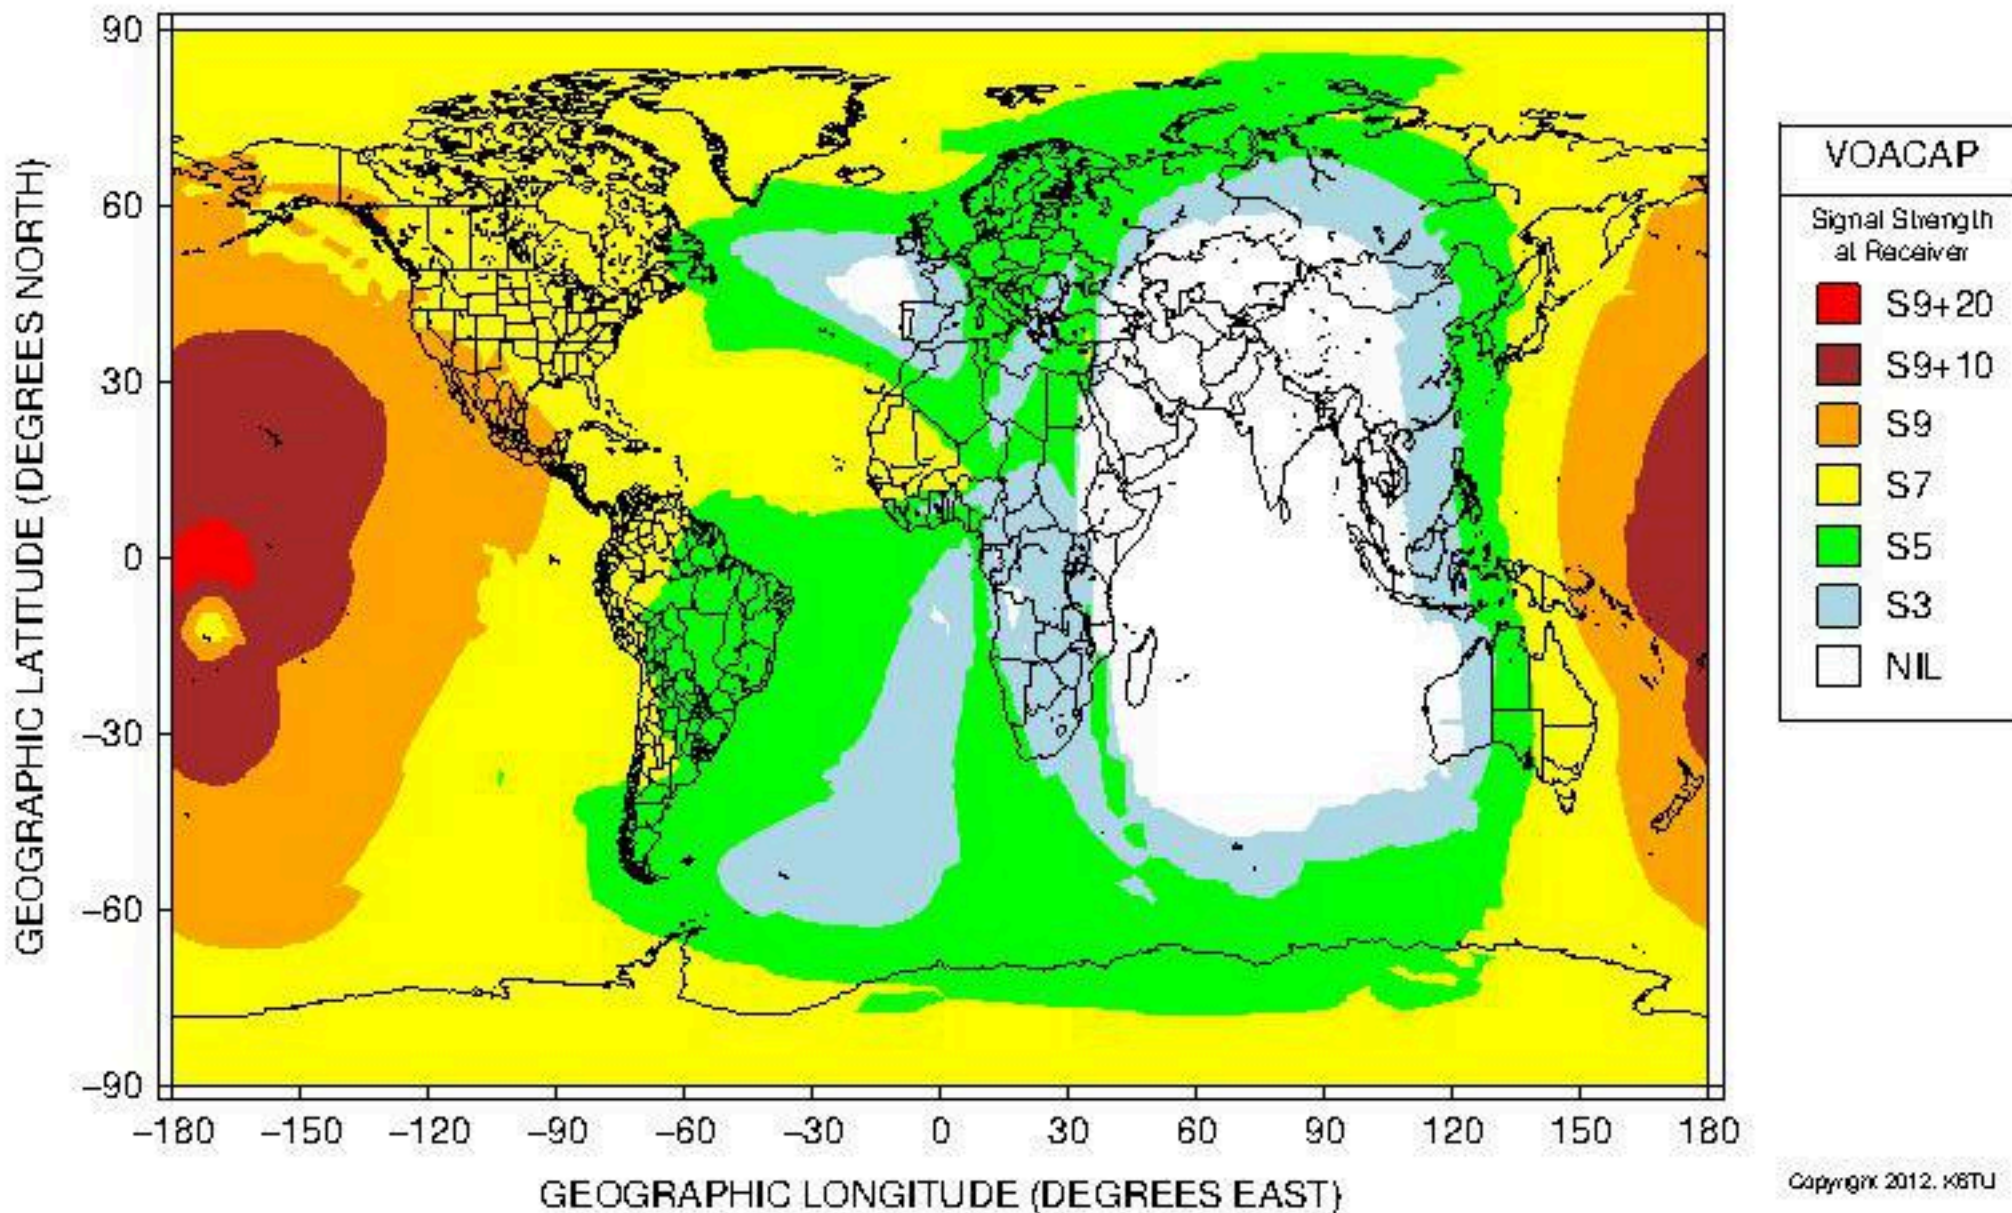 GEOGRAPHIC LATITUDE (DEGREES NORTH)
90
60
30
0
−30
−60
−90
−180 −150 −120 −90 −60 −30 0 30 60 90 120 150 180
GEOGRAPHIC LONGITUDE (DEGREES EAST)
VOACAP
Signal Strength
at Receiver
S9+20
S9+10
S9
S7
S5
S3
NIL
Copyright 2012, K6TU